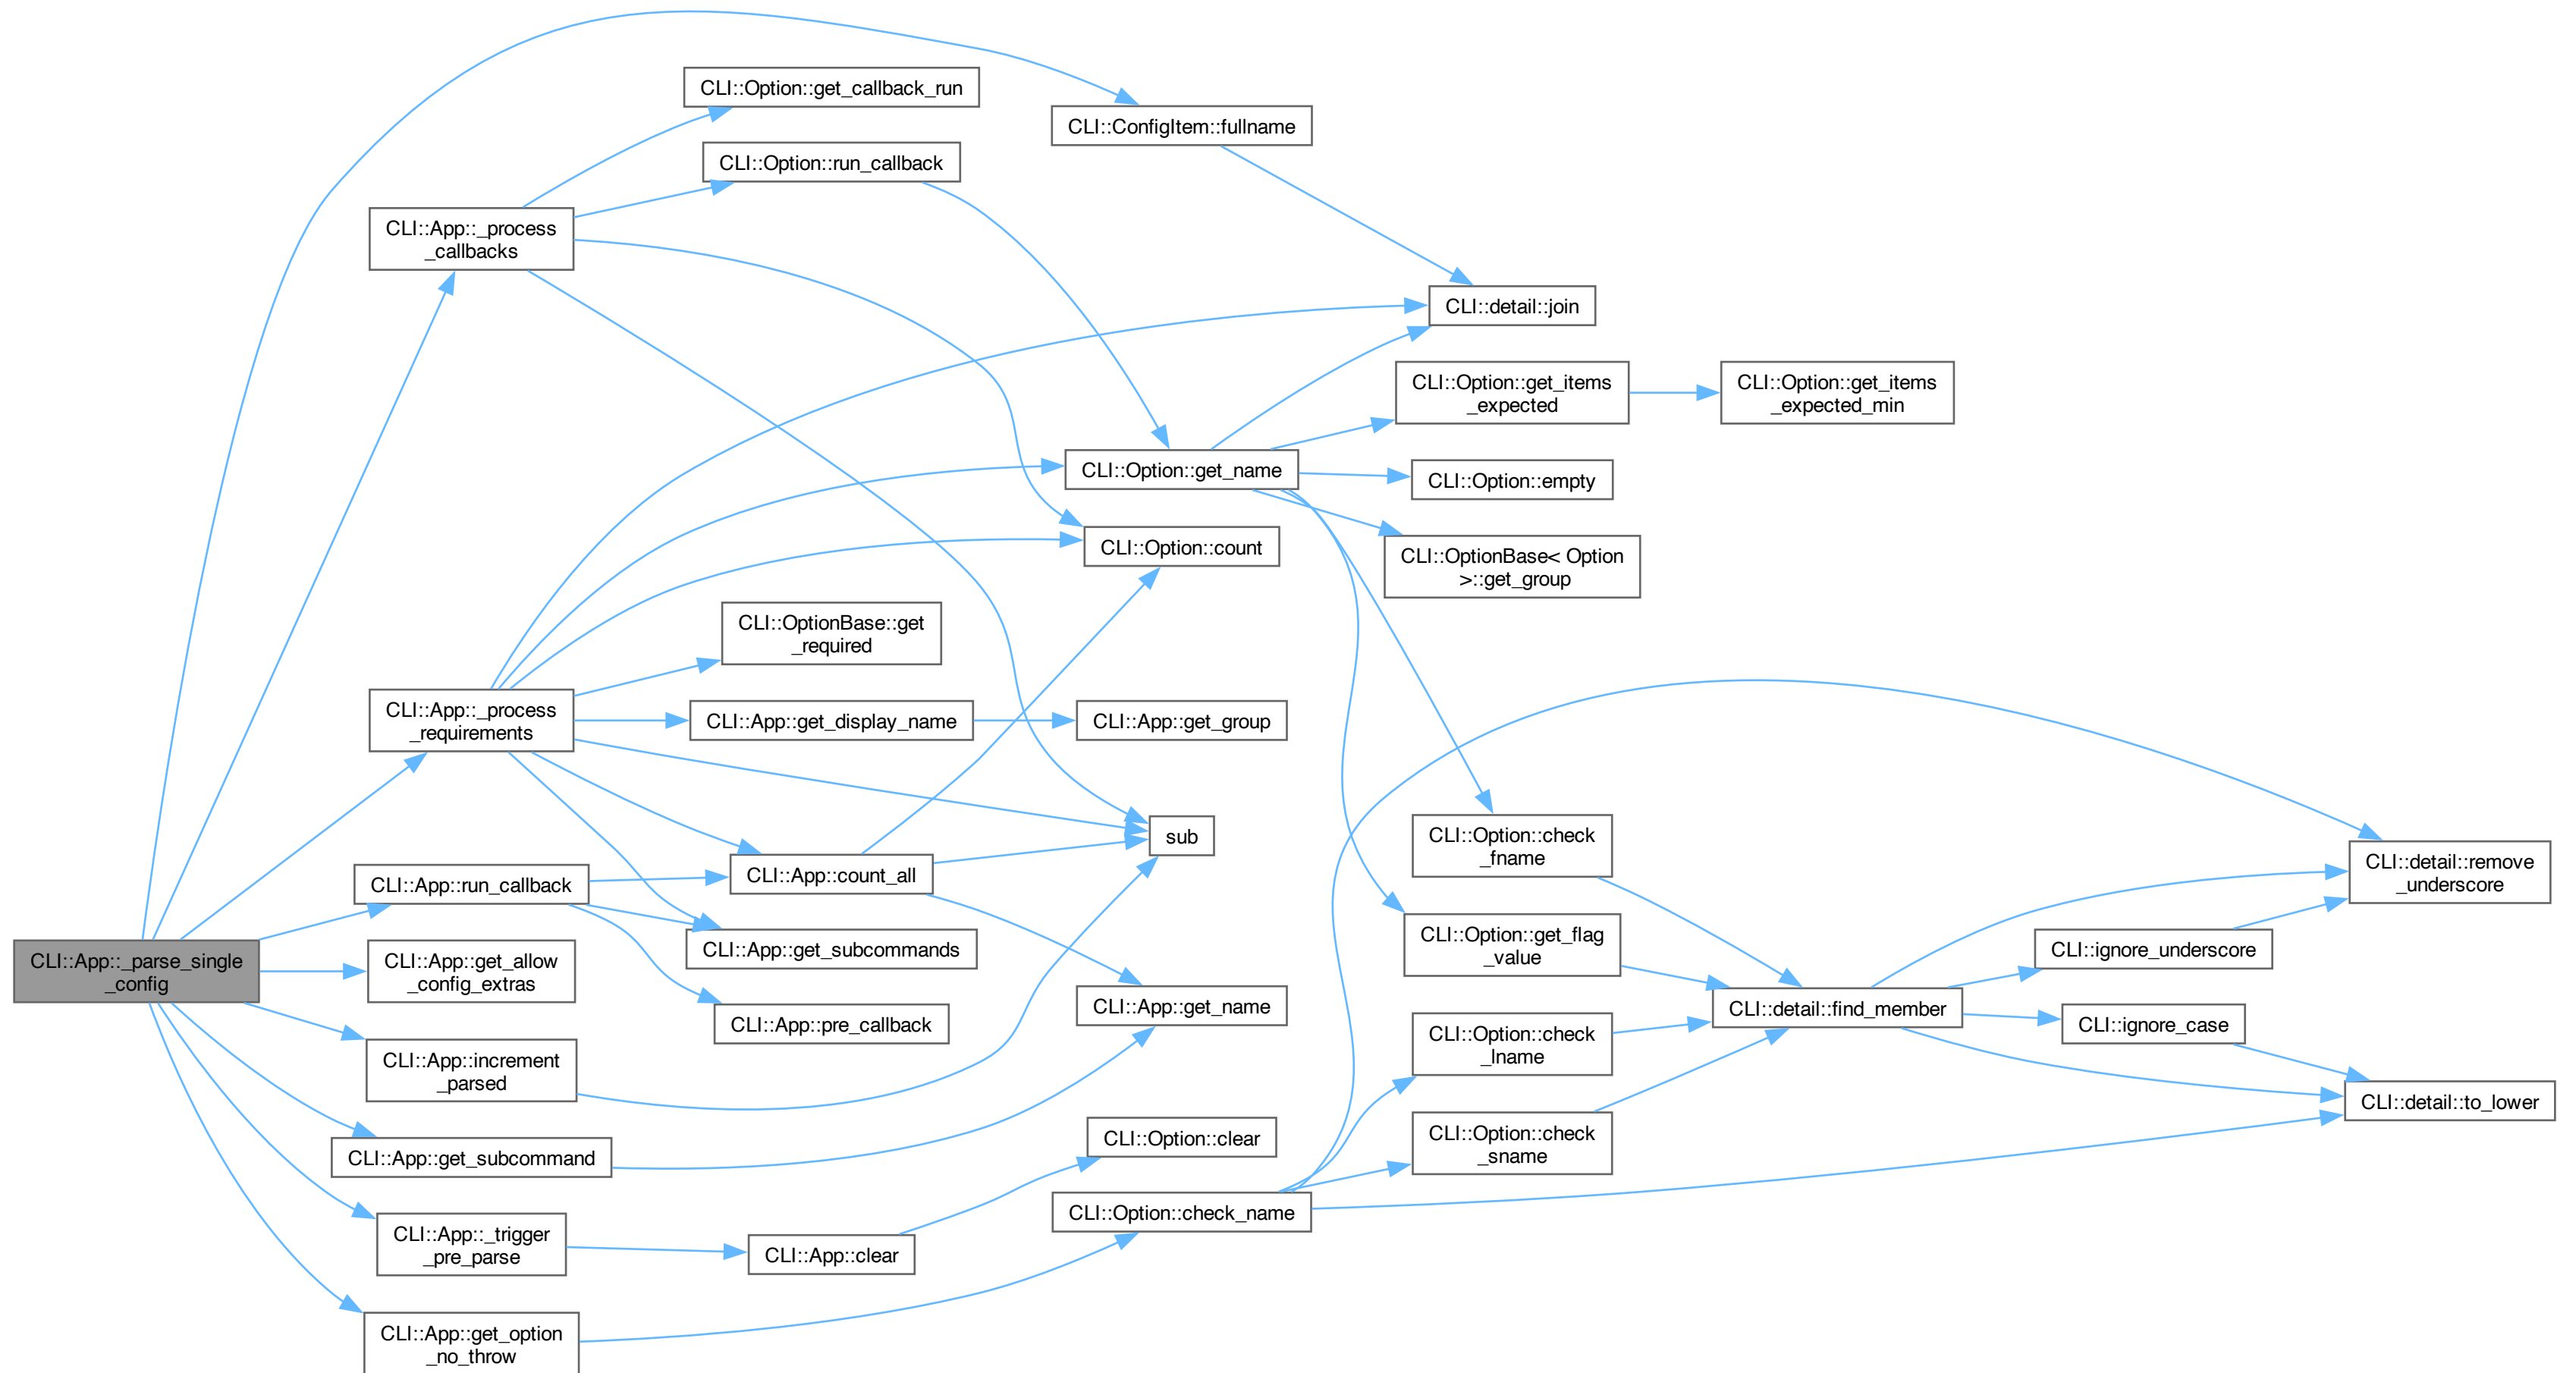 CLI::App::_parse_single
_config
CLI::App::_process
_callbacks
CLI::App::_process
_requirements
CLI::App::run_callback
CLI::App::get_allow
_config_extras
CLI::App::increment
_parsed
CLI::App::get_subcommand
CLI::App::_trigger
_pre_parse
CLI::App::get_option
_no_throw
CLI::Option::get_callback_run
CLI::Option::run_callback
CLI::OptionBase::get
_required
CLI::App::get_display_name
CLI::App::count_all
CLI::App::get_subcommands
CLI::App::pre_callback
CLI::App::clear
CLI::ConfigItem::fullname
CLI::Option::get_name
CLI::Option::count
CLI::App::get_group
sub
CLI::App::get_name
CLI::Option::clear
CLI::Option::check_name
CLI::detail::join
CLI::Option::get_items
_expected
CLI::Option::empty
CLI::OptionBase< Option
>::get_group
CLI::Option::check
_fname
CLI::Option::get_flag
_value
CLI::Option::check
_lname
CLI::Option::check
_sname
CLI::Option::get_items
_expected_min
CLI::detail::find_member
CLI::ignore_underscore
CLI::ignore_case
CLI::detail::remove
_underscore
CLI::detail::to_lower